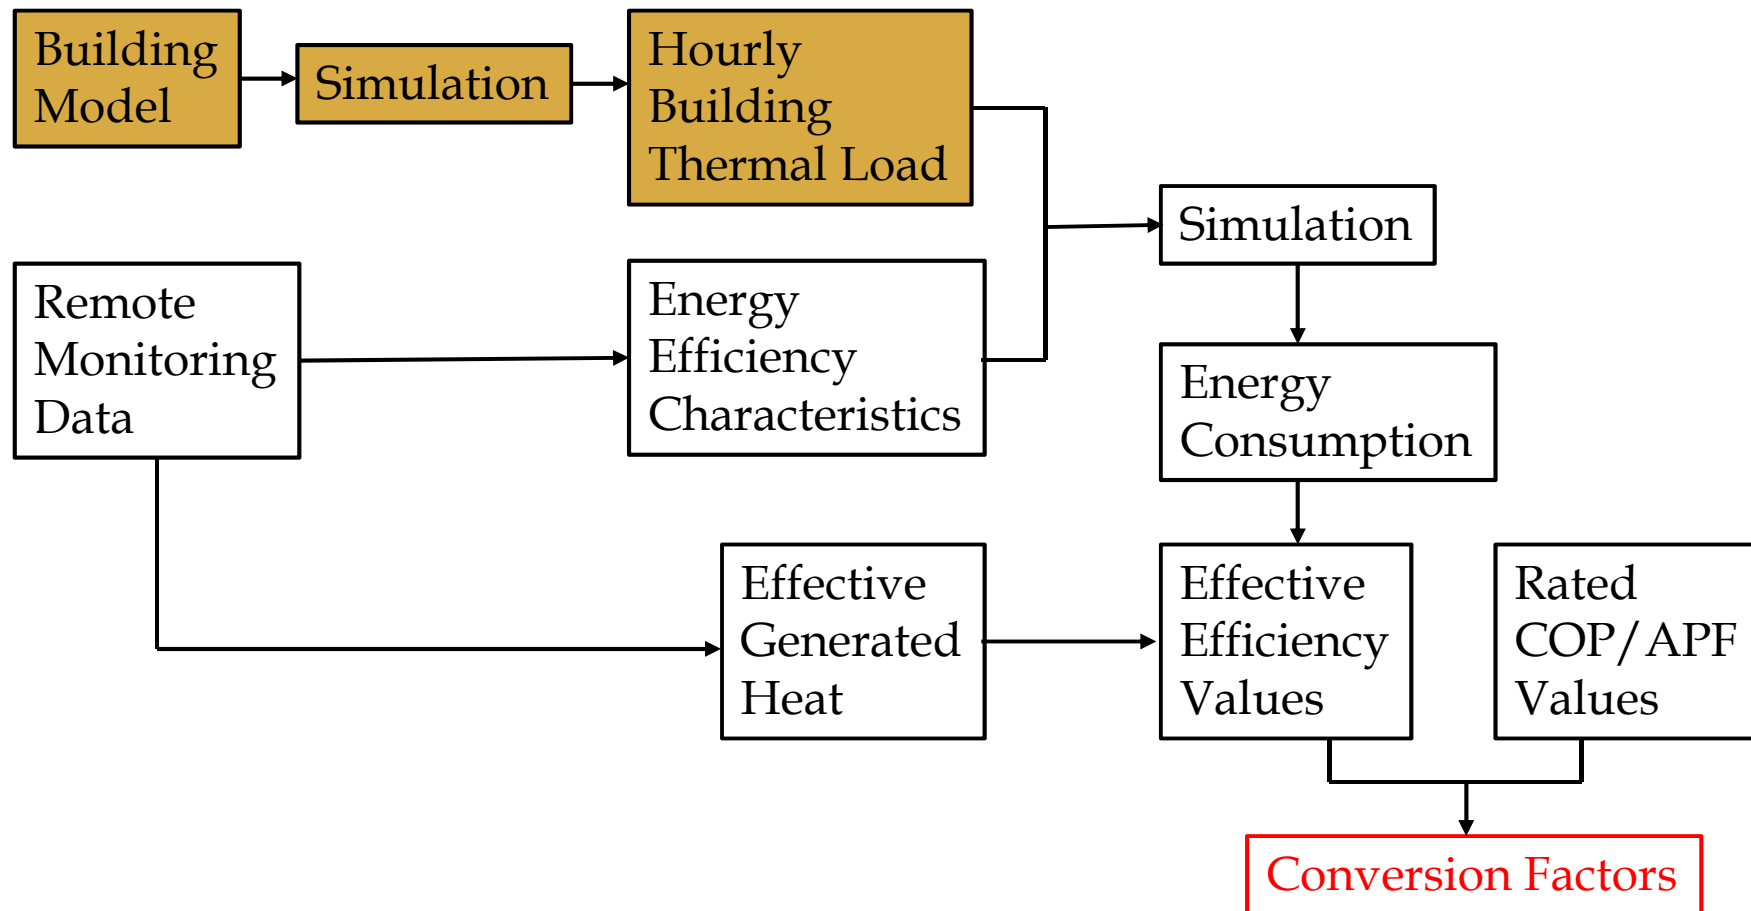 Building
Model
Simulation
Hourly
Building
Thermal Load
Simulation
Remote
Monitoring
Data
Energy
Efficiency
Characteristics
Energy
Consumption
Effective
Generated
Heat
Effective
Efficiency
Values
Rated
COP/APF
Values
Conversion Factors